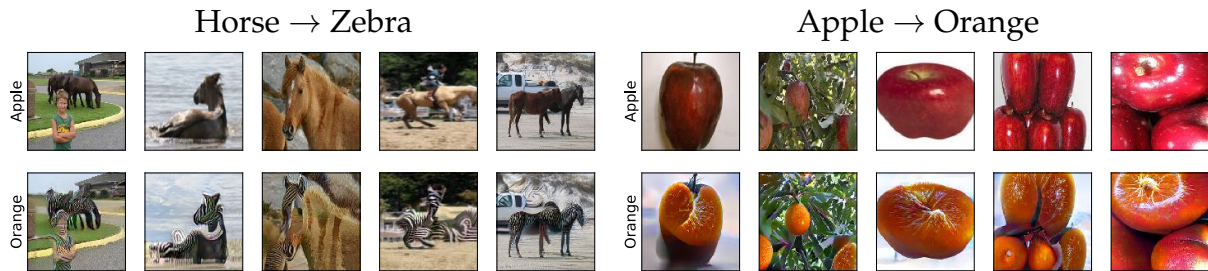 Horse → Zebra
Apple
Orange
Apple → Orange
Apple
Orange